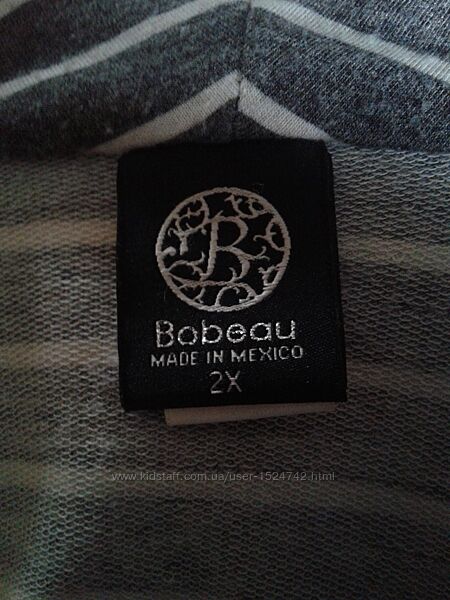 B
Bobeau
MADE IN MEXICO
2X
www.kidstaff.com.ua/user-1524742.html